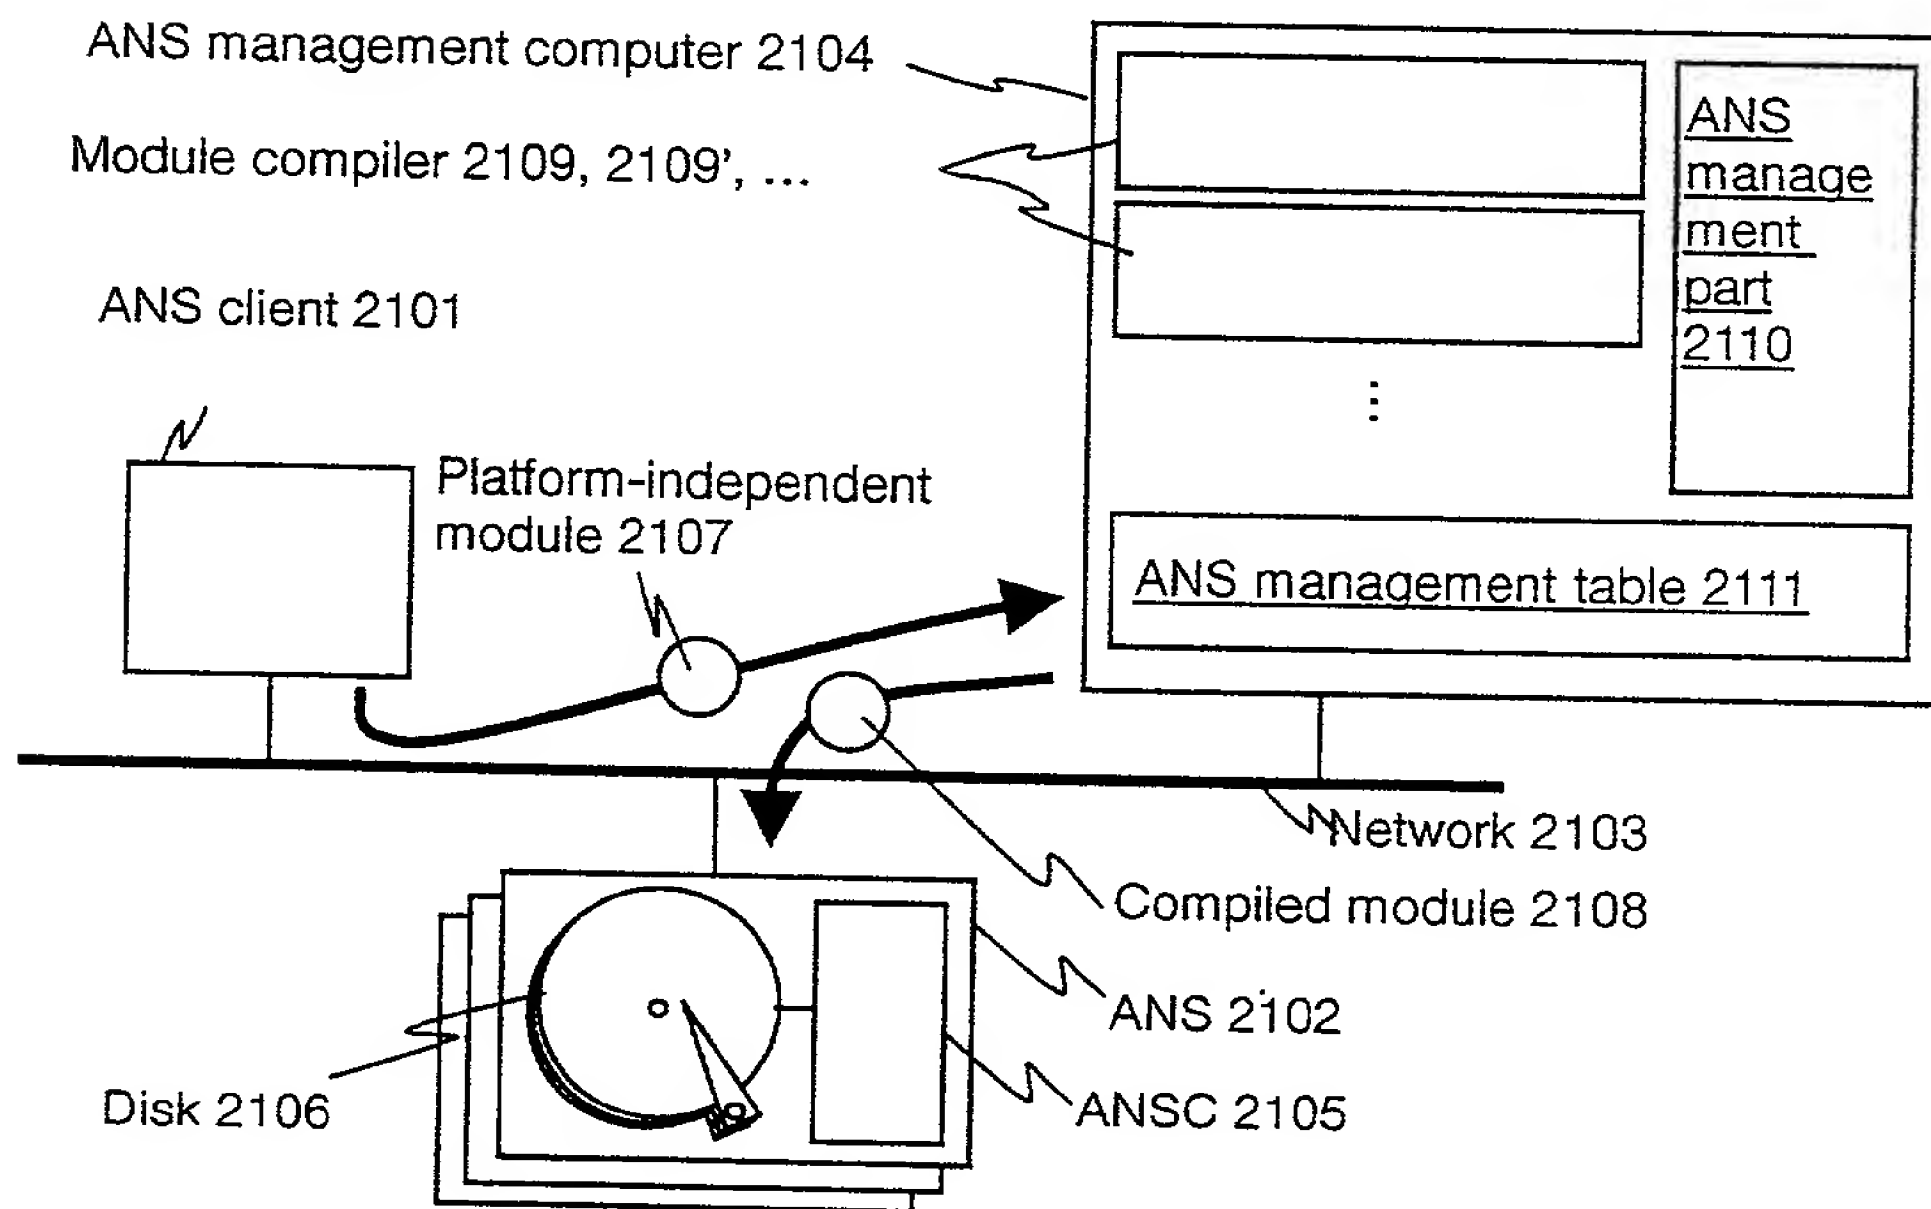 ANS management computer 2104
Module compiler 2109, 2109', ...
ANS client 2101
ANS
manage
ment
part
2110
Platform-independent
module 2107
ANS management table 2111
Network 2103
Compiled module 2108
ANS 2102
ANSC 2105
Disk 2106